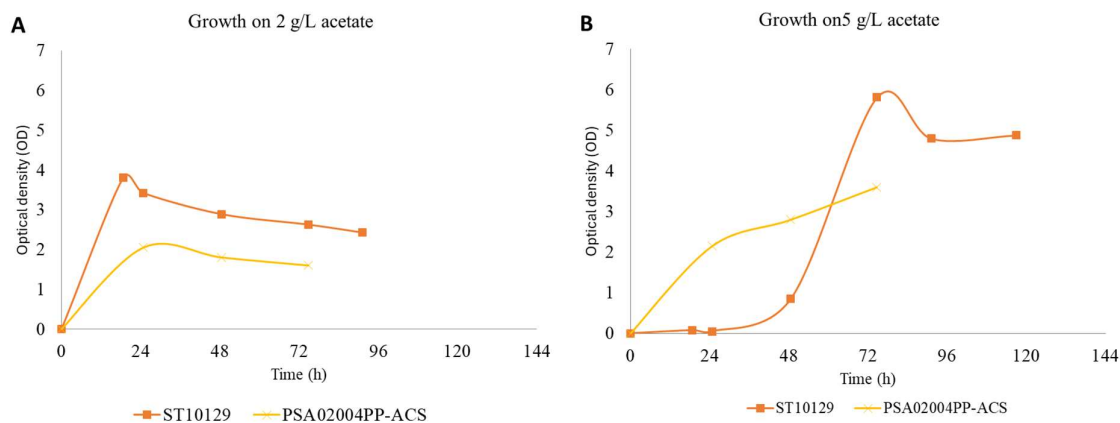 A
Growth on 2 g/L acetate
Optical density (OD)
7
6
5
4
3
2
1
0
0 24 48 72 96 120 144
Time (h)
ST10129 PSA02004PP-ACS
B
Growth on5 g/L acetate
Optical density (OD)
7
6
5
4
3
2
1
0
0 24 48 72 96 120 144
Time (h)
ST10129 PSA02004PP-ACS